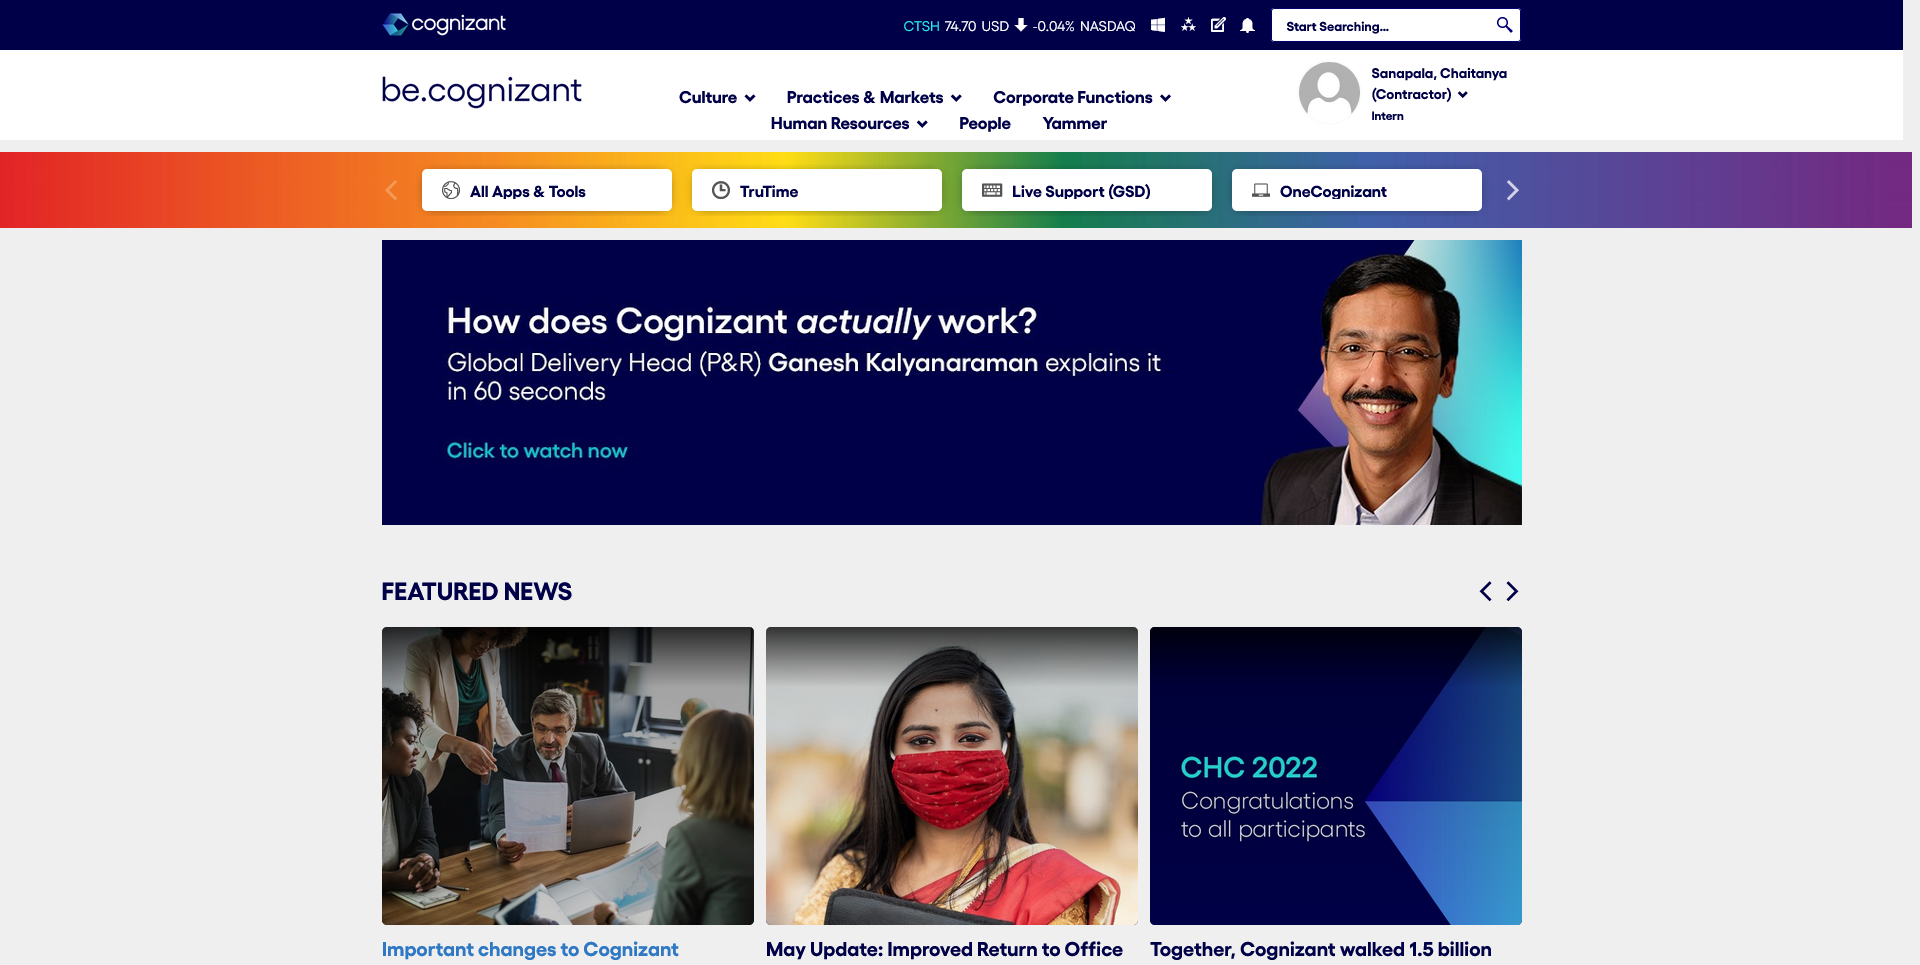 cognizant
CTSH 74.70 USD -0.04% NASDAQ
Start Searching...
be.cognizant
Culture
Practices & Markets
Corporate Functions
Human Resources
People
Yammer
Sanapala, Chaitanya
(Contractor)
Intern
All Apps & Tools
TruTime
Live Support (GSD)
OneCognizant
How does Cognizant actually work?
Global Delivery Head (P&R) Ganesh Kalyanaraman explains it
in 60 seconds
Click to watch now
FEATURED NEWS
CHC 2022
Congratulations
to all participants
Important changes to Cognizant
May Update: Improved Return to Office
Together, Cognizant walked 1.5 billion